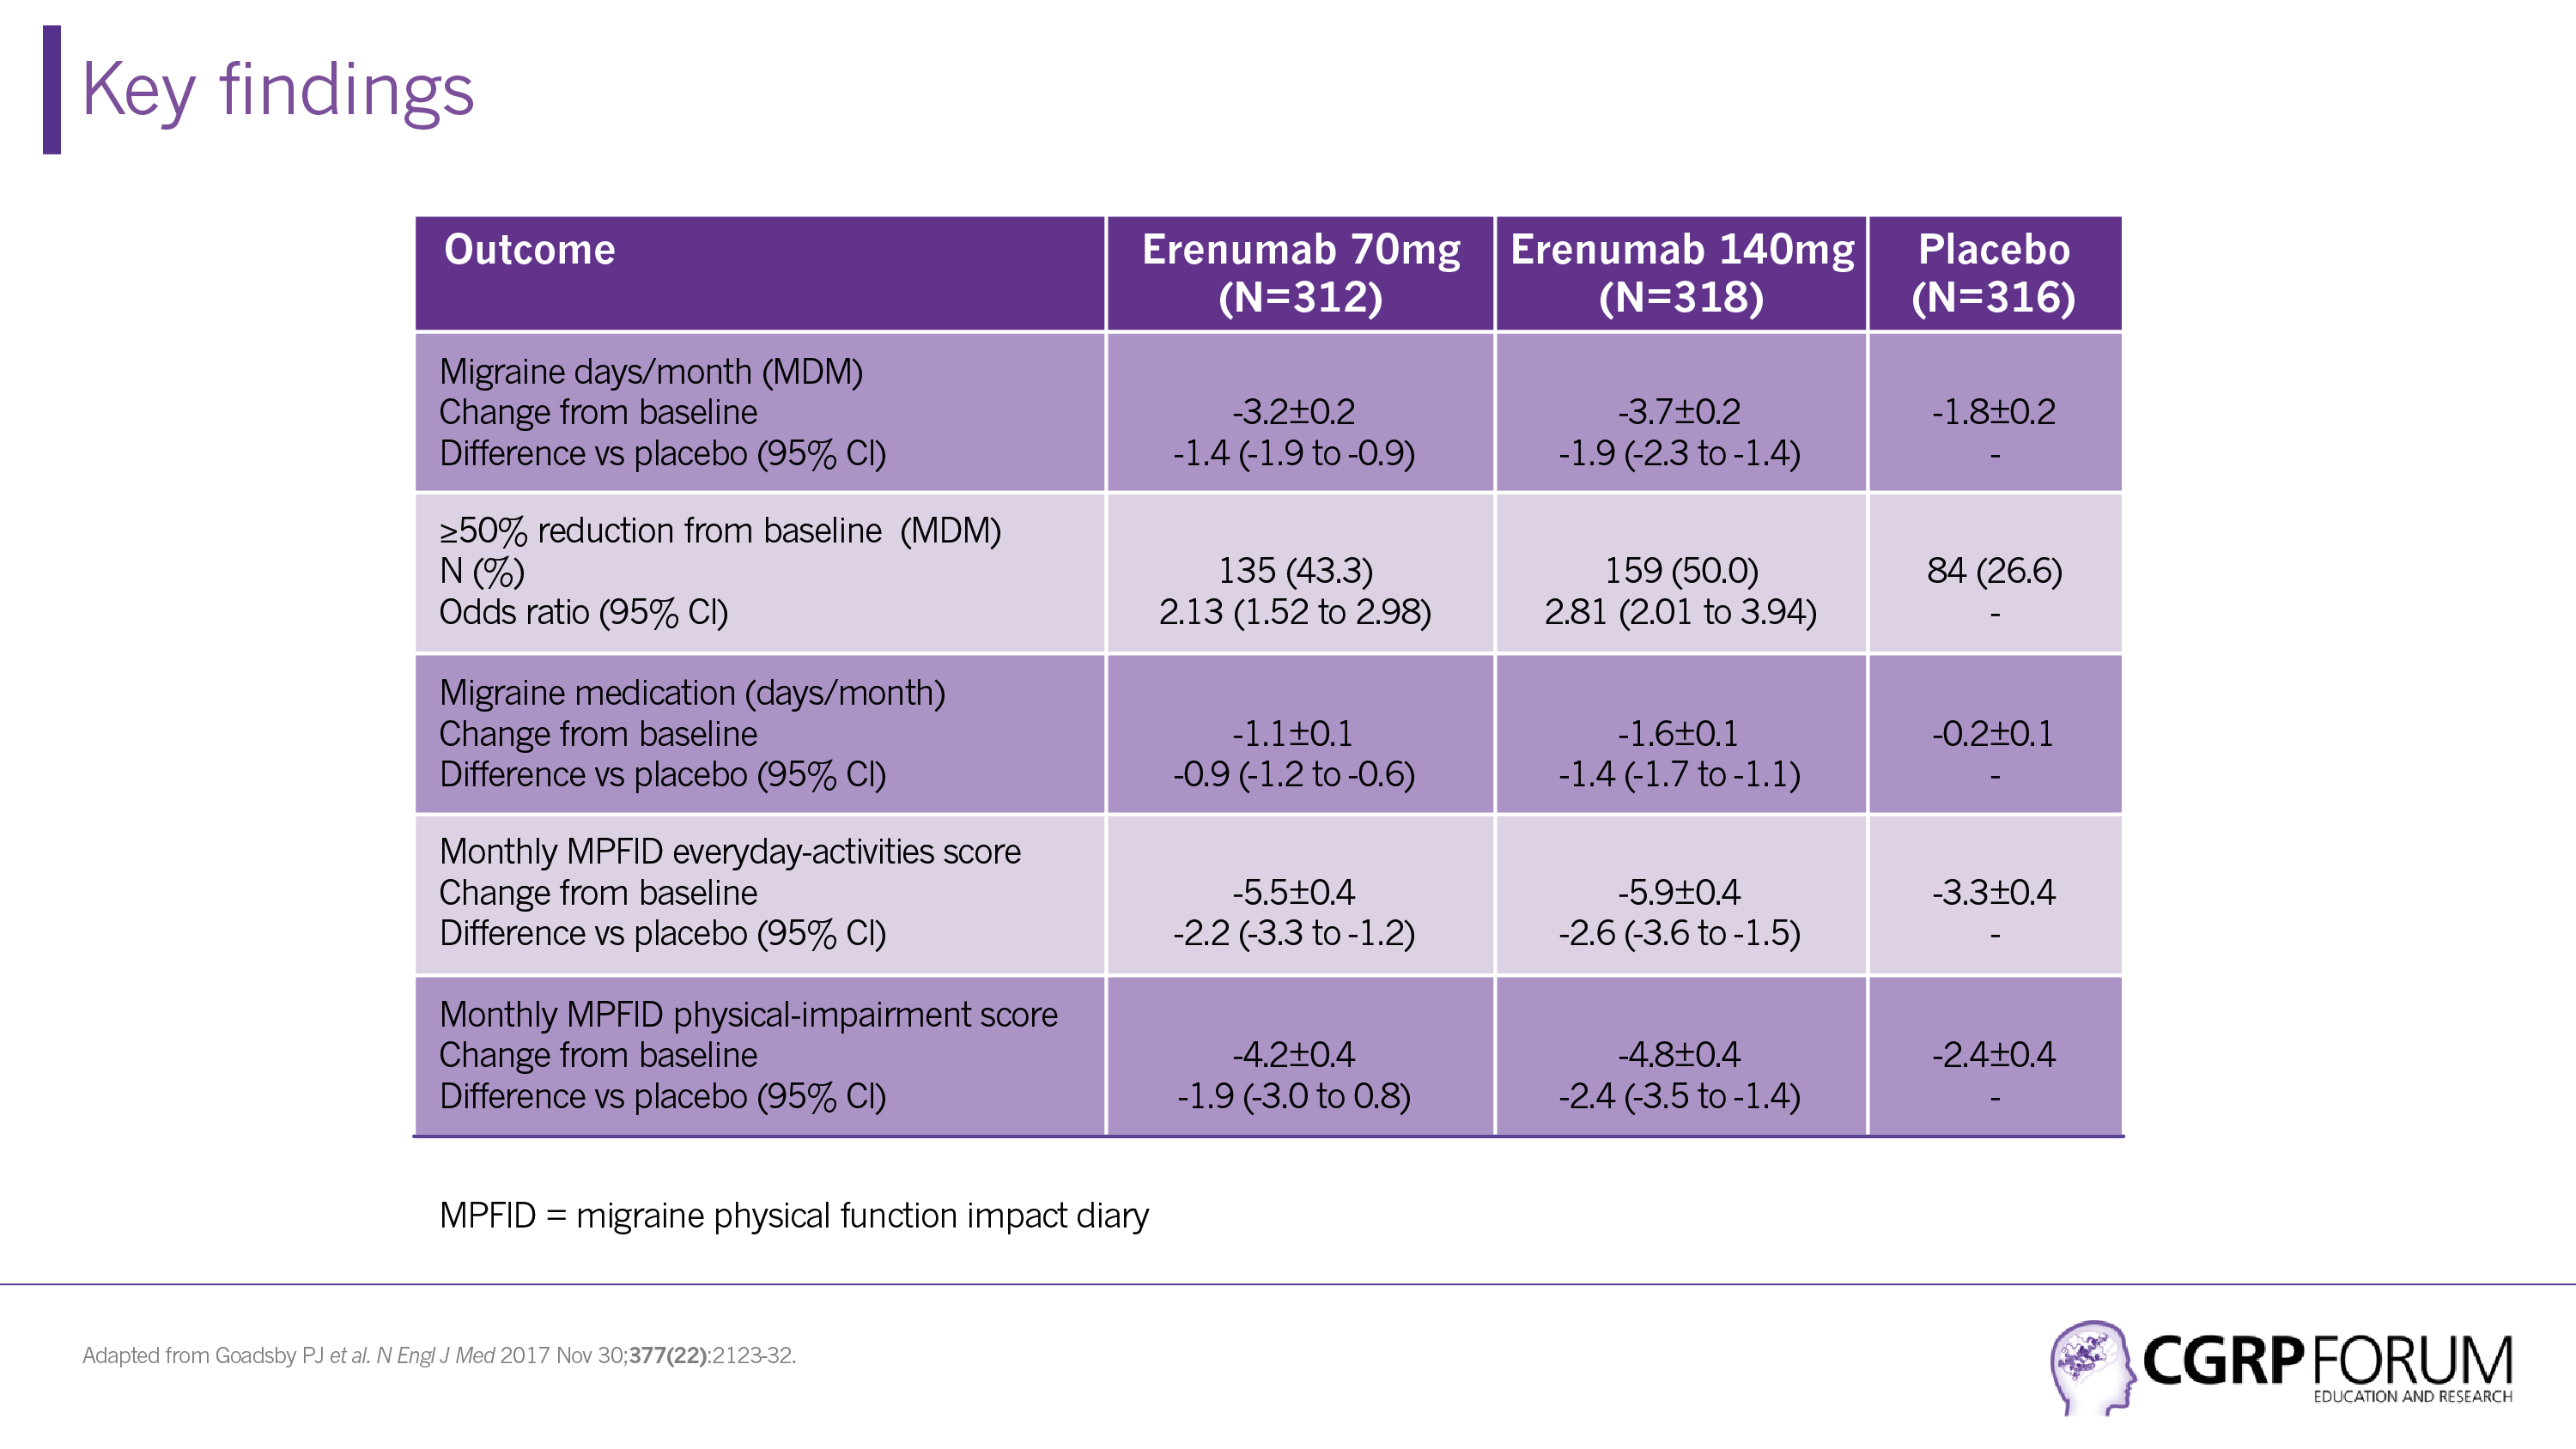 Key findings
Outcome
Erenumab 70mg
(N=312)
Erenumab 140mg
(N=318)
Placebo
(N=316)
Migraine days/month (MDM)
Change from baseline -3.2±0.2 -3.7±0.2 -1.8±0.2
Difference vs placebo (95% CI) -1.4 (-1.9 to -0.9) -1.9 (-2.3 to -1.4) -
≥50% reduction from baseline (MDM)
N (%) 135 (43.3) 159 (50.0) 84 (26.6)
Odds ratio (95% CI) 2.13 (1.52 to 2.98) 2.81 (2.01 to 3.94) -
Migraine medication (days/month)
Change from baseline -1.1±0.1 -1.6±0.1 -0.2±0.1
Difference vs placebo (95% CI) -0.9 (-1.2 to -0.6) -1.4 (-1.7 to -1.1) -
Monthly MPFID everyday-activities score
Change from baseline -5.5±0.4 -5.9±0.4 -3.3±0.4
Difference vs placebo (95% CI) -2.2 (-3.3 to -1.2) -2.6 (-3.6 to -1.5) -
Monthly MPFID physical-impairment score
Change from baseline -4.2±0.4 -4.8±0.4 -2.4±0.4
Difference vs placebo (95% CI) -1.9 (-3.0 to 0.8) -2.4 (-3.5 to -1.4) -
MPFID = migraine physical function impact diary
Adapted from Goadsby PJ et al. N Engl J Med 2017 Nov 30;377(22):2123-32.
CGRP FORUM
EDUCATION AND RESEARCH